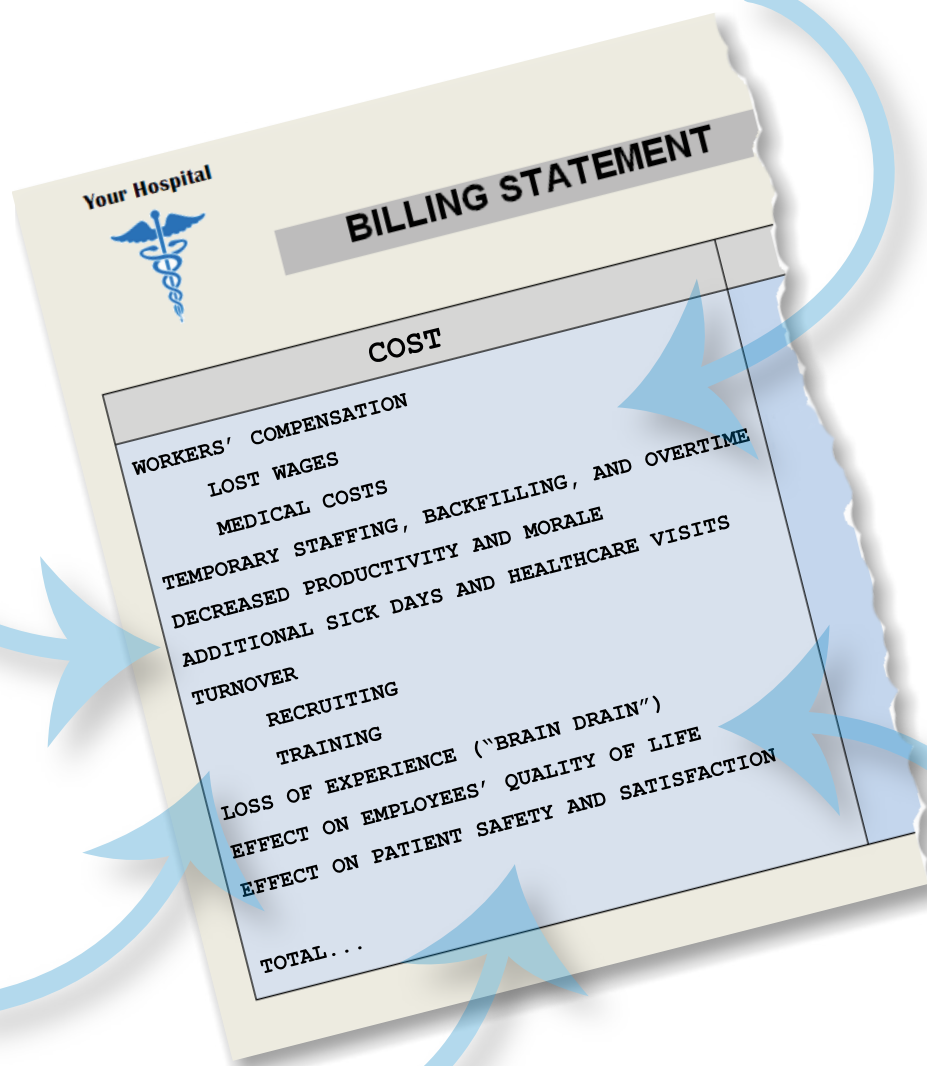 Your Hospital
BILLING STATEMENT
COST
WORKERS’ COMPENSATION
LOST WAGES
MEDICAL COSTS
TEMPORARY STAFFING, BACKFILLING, AND OVERTIME
DECREASED PRODUCTIVITY AND MORALE
ADDITIONAL SICK DAYS AND HEALTHCARE VISITS
TURNOVER
RECRUITING
TRAINING
LOSS OF EXPERIENCE (“BRAIN DRAIN”)
EFFECT ON EMPLOYEES’ QUALITY OF LIFE
EFFECT ON PATIENT SAFETY AND SATISFACTION
TOTAL...